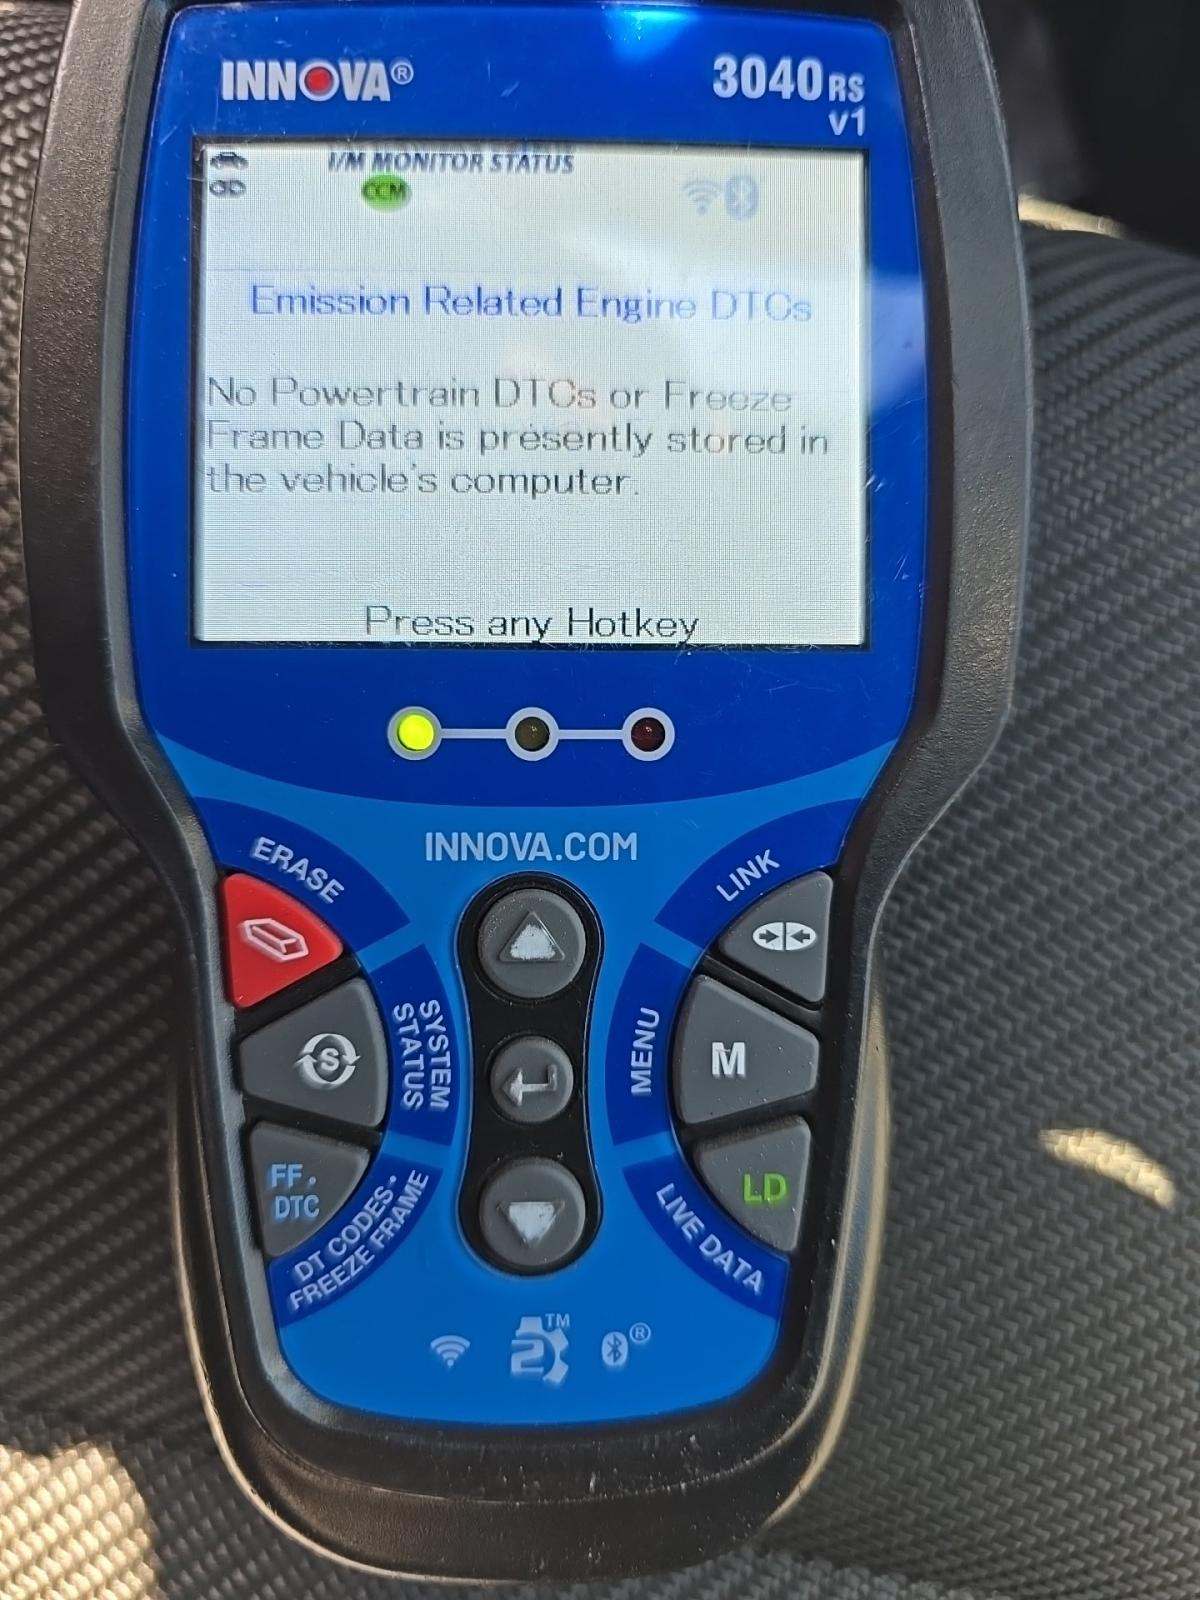 INNOVA®
3040RS
v1
I/M MONITOR STATUS
CCM
Emission Related Engine DTCs
No Powertrain DTCs or Freeze
Frame Data is presently stored in
the vehicle's computer.
Press any Hotkey
INNOVA.COM
ERASE
LINK
S
SYSTEM
STATUS
MENU
M
FF.
DTC
DT CODES-
FREEZE FRAME
LD
LIVE DATA
2™
®